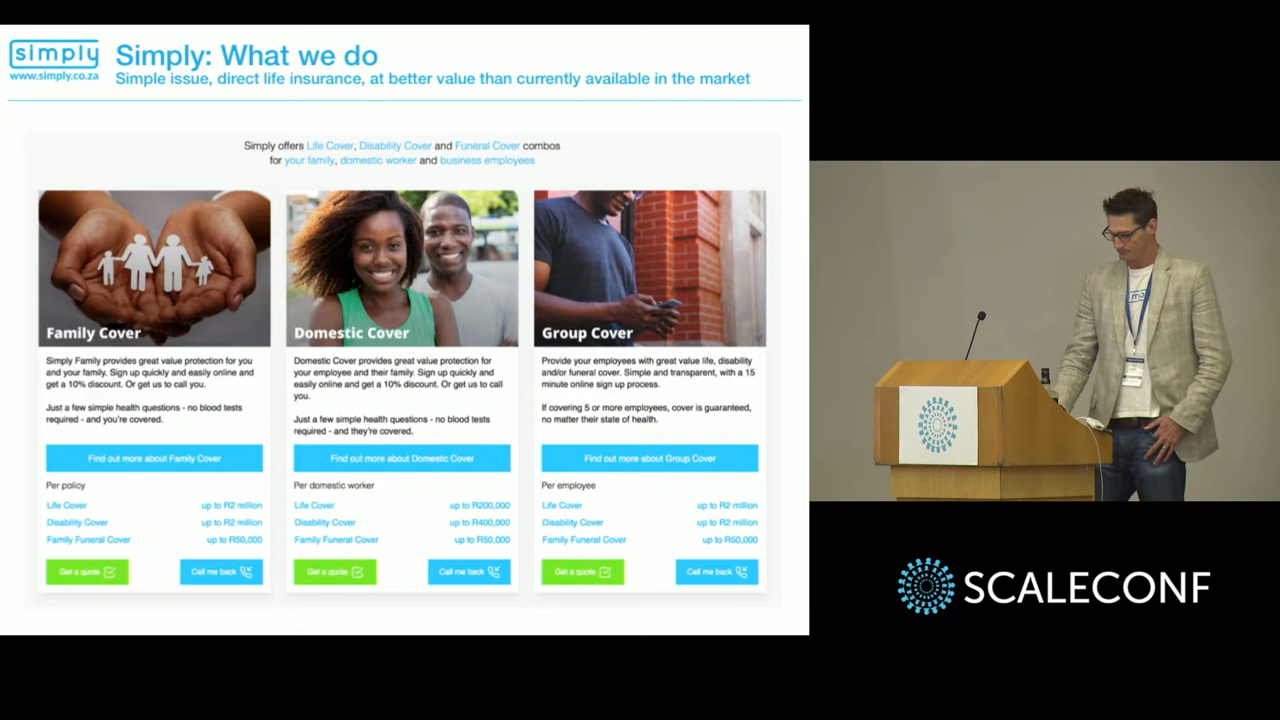 simply
www.simply.co.za
Simply: What we do
Simple issue, direct life insurance, at better value than currently available in the market
Simply offers Life Cover, Disability Cover and Funeral Cover combos
for your family, domestic worker and business employees
Family Cover
Simply Family provides great value protection for you
and your family. Sign up quickly and easily online and
get a 10% discount. Or get us to call you.
Just a few simple health questions - no blood tests
required - and you're covered.
Find out more about Family Cover
Per policy
Life Cover up to R2 million
Disability Cover up to R2 million
Family Funeral Cover up to R50,000
Get a quote Call me back
Domestic Cover
Domestic Cover provides great value protection for
your employee and their family. Sign up quickly and
easily online and get a 10% discount. Or get us to call
you.
Just a few simple health questions - no blood tests
required - and they're covered.
Find out more about Domestic Cover
Per domestic worker
Life Cover up to R200,000
Disability Cover up to R400,000
Family Funeral Cover up to R50,000
Get a quote Call me back
Group Cover
Provide your employees with great value life, disability
and/or funeral cover. Simple and transparent, with a 15
minute online sign up process.
If covering 5 or more employees, cover is guaranteed,
no matter their state of health.
Find out more about Group Cover
Per employee
Life Cover up to R2 million
Disability Cover up to R2 million
Family Funeral Cover up to R50,000
Get a quote Call me back
SCALECONF